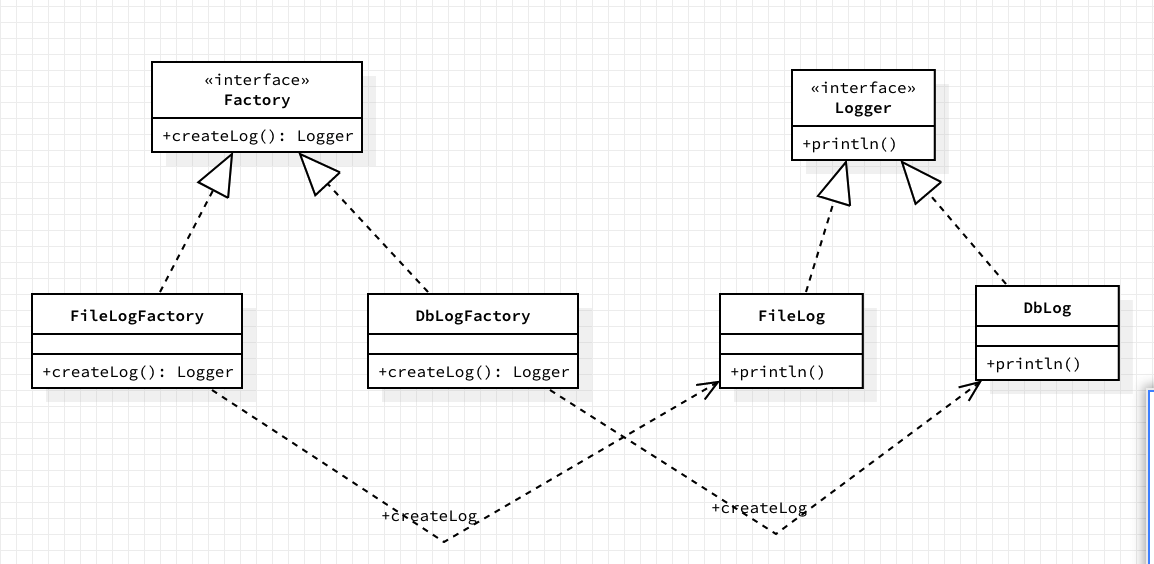 «interface»
Factory
+createLog(): Logger
«interface»
Logger
+println()
FileLogFactory
+createLog(): Logger
DbLogFactory
+createLog(): Logger
FileLog
+println()
DbLog
+println()
+createLog
+createLog